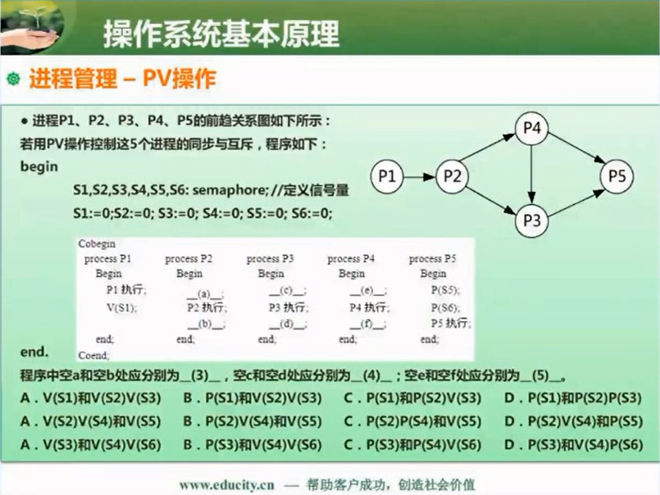 操作系统基本原理
进程管理 – PV操作
● 进程P1、P2、P3、P4、P5的前趋关系图如下所示：
若用PV操作控制这5个进程的同步与互斥，程序如下：
begin
S1,S2,S3,S4,S5,S6: semaphore; //定义信号量
S1:=0;S2:=0; S3:=0; S4:=0; S5:=0; S6:=0;
P4
P1 P2 P5
P3
Cobegin
process P1 process P2 process P3 process P4 process P5
Begin Begin Begin Begin Begin
P1 执行; __(a)__; __(c)__; __(e)__; P(S5);
V(S1); P2 执行; P3 执行; P4 执行; P(S6);
__(b)__; __(d)__; __(f)__; P5 执行;
end; end; end; end; end;
Coend;
end.
程序中空a和空b处应分别为__(3)__，空c和空d处应分别为__(4)__；空e和空f处应分别为__(5)__。
A．V(S1)和V(S2)V(S3) B．P(S1)和V(S2)V(S3) C．P(S1)和P(S2)V(S3) D．P(S1)和P(S2)P(S3)
A．V(S2)V(S4)和V(S5) B．P(S2)V(S4)和V(S5) C．P(S2)P(S4)和V(S5) D．P(S2)V(S4)和P(S5)
A．V(S3)和V(S4)V(S6) B．P(S3)和V(S4)V(S6) C．P(S3)和P(S4)V(S6) D．P(S3)和V(S4)P(S6)
www.educity.cn — 帮助客户成功，创造社会价值